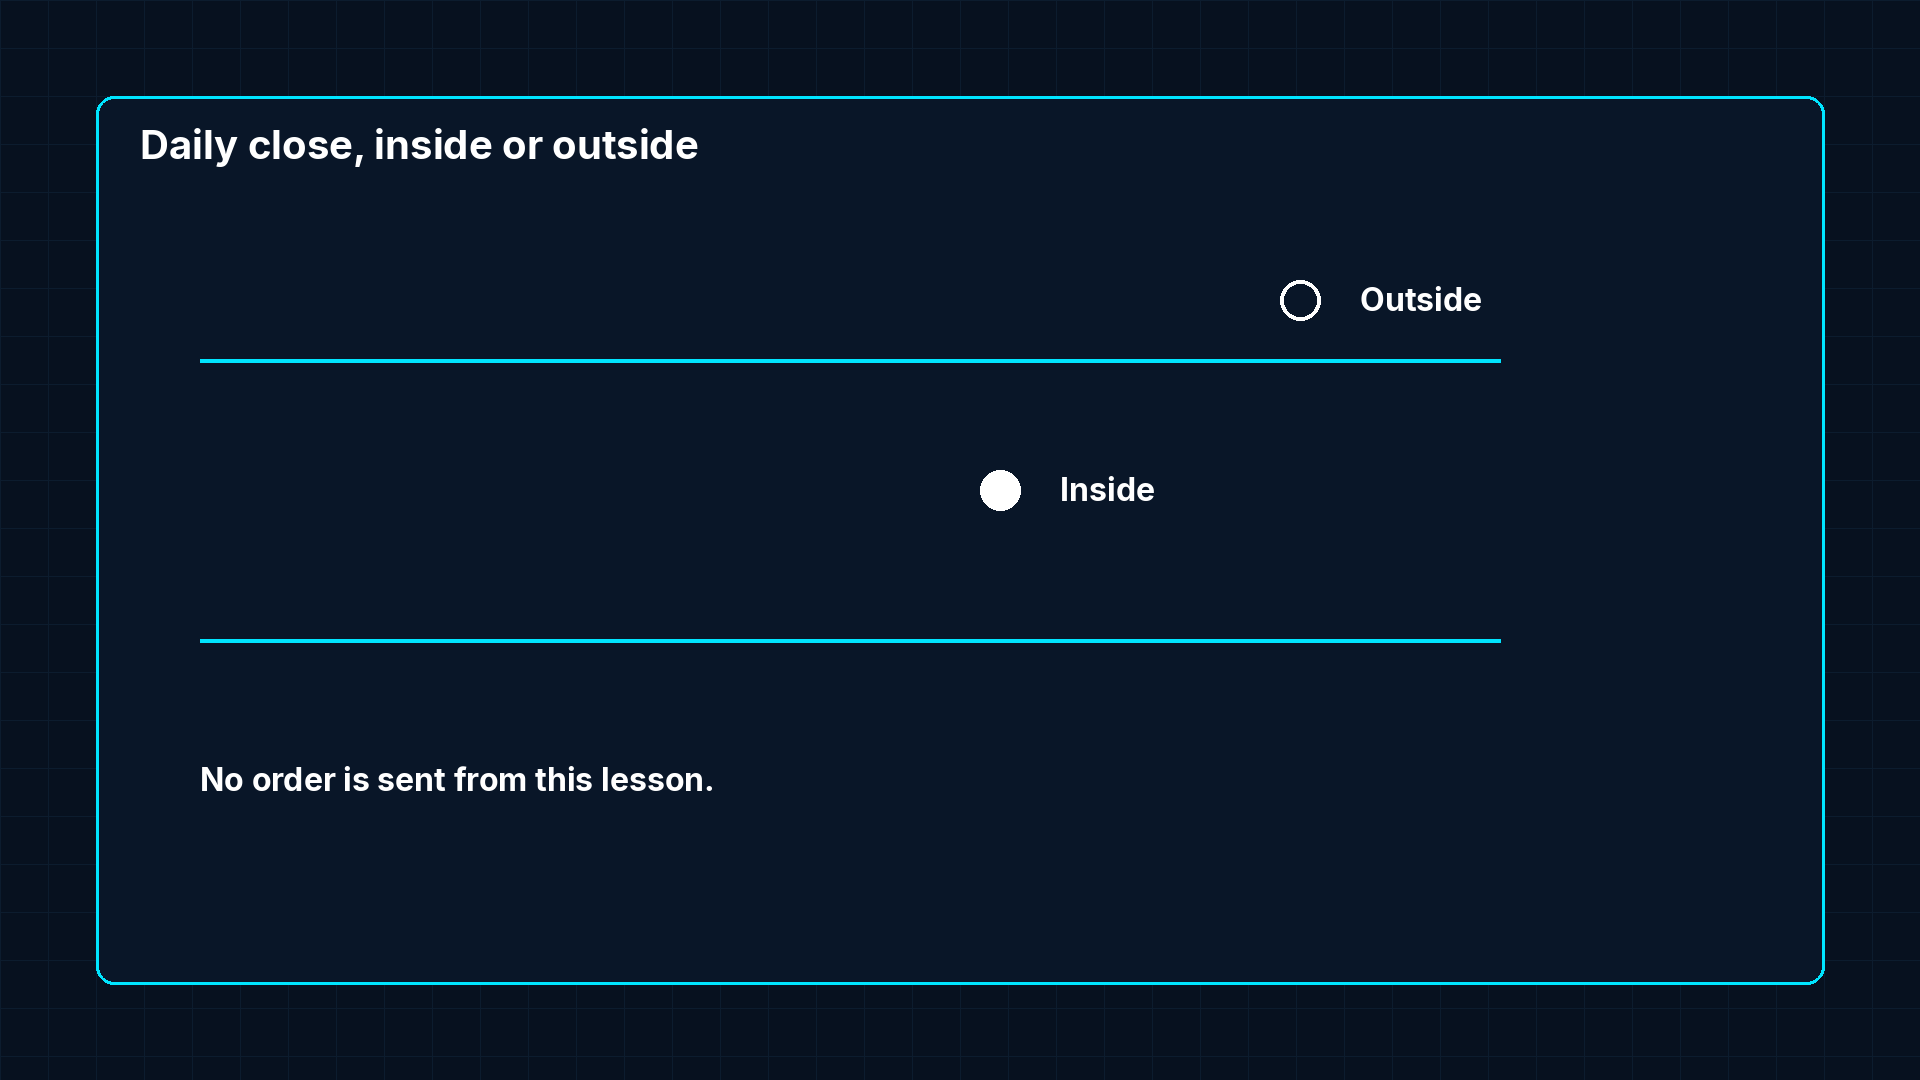 Daily close, inside or outside
Outside
Inside
No order is sent from this lesson.